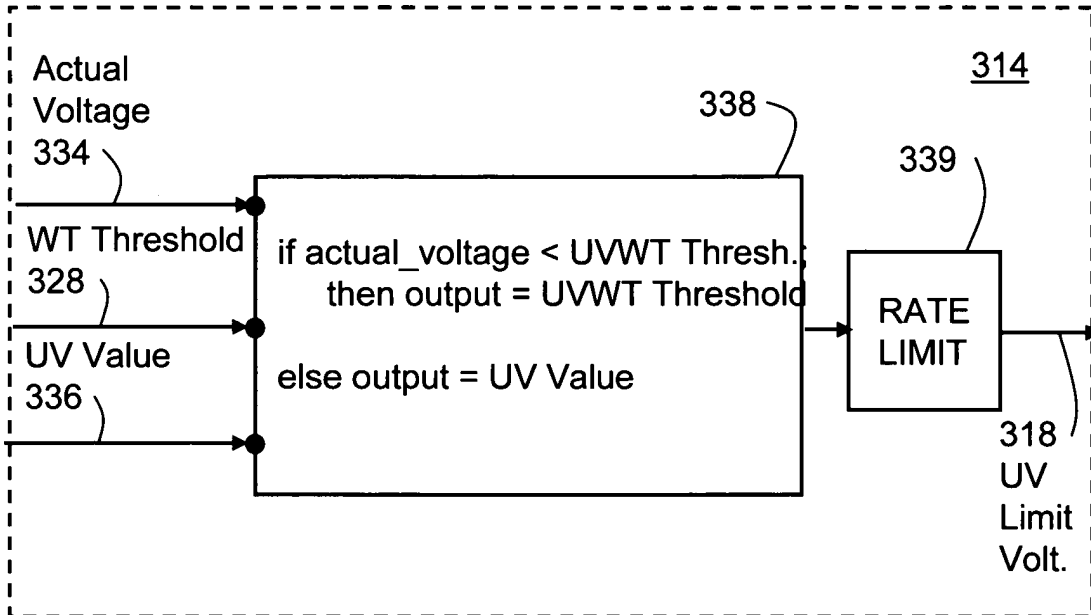 Actual
Voltage
334
314
338
339
WT Threshold
328
if actual_voltage < UVWT Thresh.;
then output = UVWT Threshold
RATE
LIMIT
UV Value
336
else output = UV Value
318
UV
Limit
Volt.